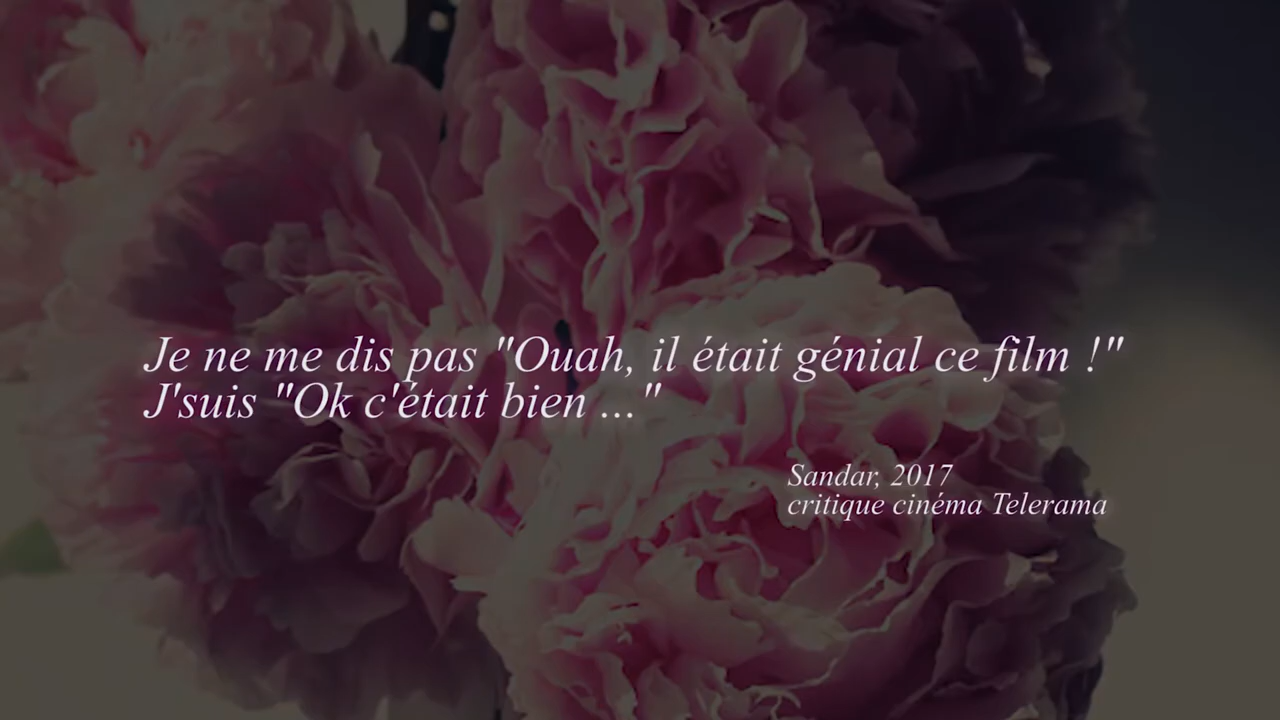 Je ne me dis pas "Ouah, il était génial ce film !"
J'suis "Ok c'était bien ..."
Sandar, 2017
critique cinéma Telerama